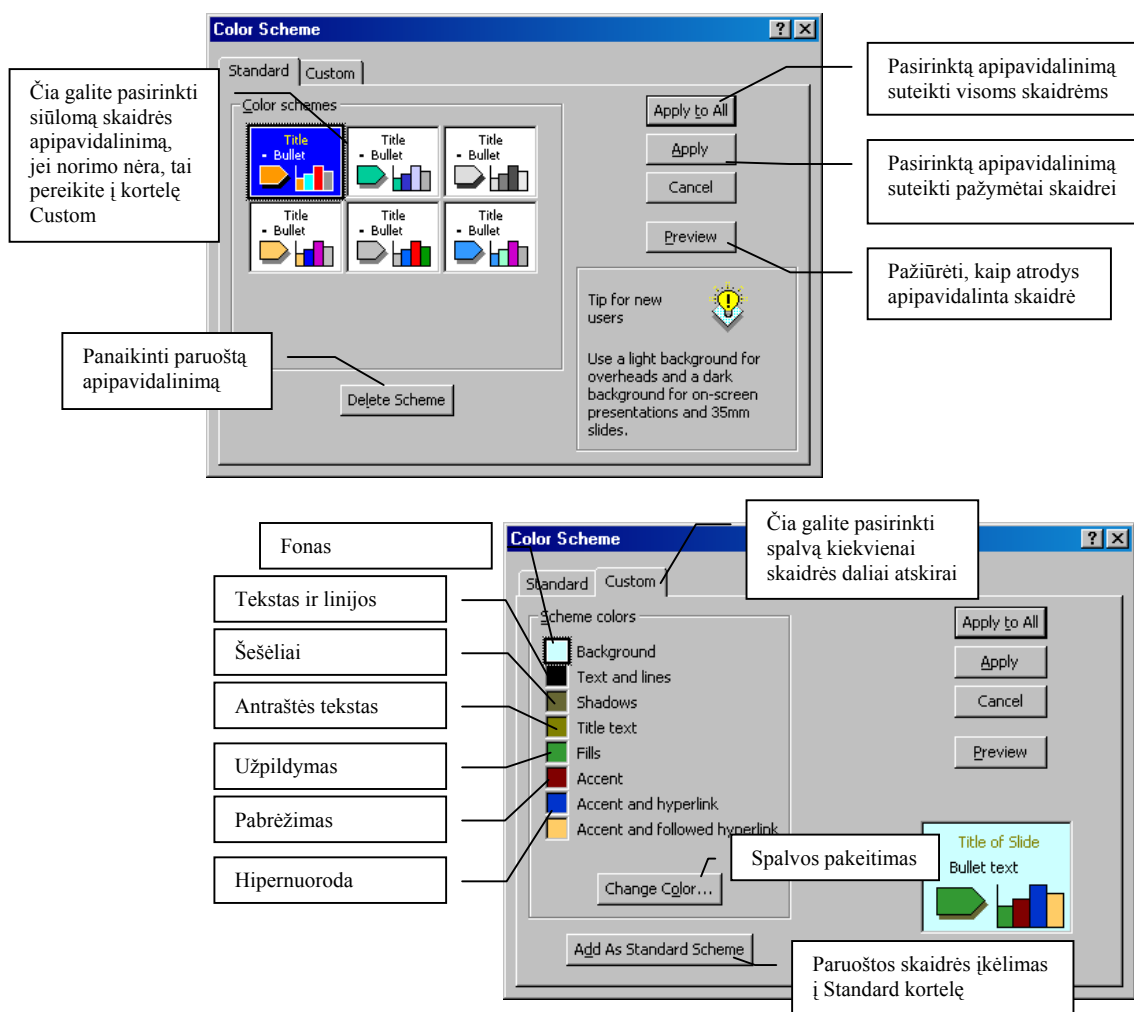 Color Scheme
Standard
Custom
Čia galite pasirinkti
siūlomą skaidrės
apipavidalinimą,
jei norimo nėra, tai
pereikite į kortelę
Custom
Color schemes
Title
- Bullet
Title
- Bullet
Title
- Bullet
Title
- Bullet
Title
- Bullet
Title
- Bullet
Apply to All
Apply
Cancel
Preview
Pasirinktą apipavidalinimą
suteikti visoms skaidrėms
Pasirinktą apipavidalinimą
suteikti pažymėtai skaidrei
Pažiūrėti, kaip atrodys
apipavidalinta skaidrė
Tip for new
users
Use a light background for
overheads and a dark
background for on-screen
presentations and 35mm
slides.
Panaikinti paruoštą
apipavidalinimą
Delete Scheme
Color Scheme
Standard
Custom
Čia galite pasirinkti
spalvą kiekvienai
skaidrės daliai atskirai
Fonas
Tekstas ir linijos
Šešėliai
Antraštės tekstas
Užpildymas
Pabrėžimas
Hipernuoroda
Scheme colors
Background
Text and lines
Shadows
Title text
Fills
Accent
Accent and hyperlink
Accent and followed hyperlink
Spalvos pakeitimas
Change Color...
Add As Standard Scheme
Apply to All
Apply
Cancel
Preview
Title of Slide
Bullet text
Paruoštos skaidrės įkėlimas
į Standard kortelę